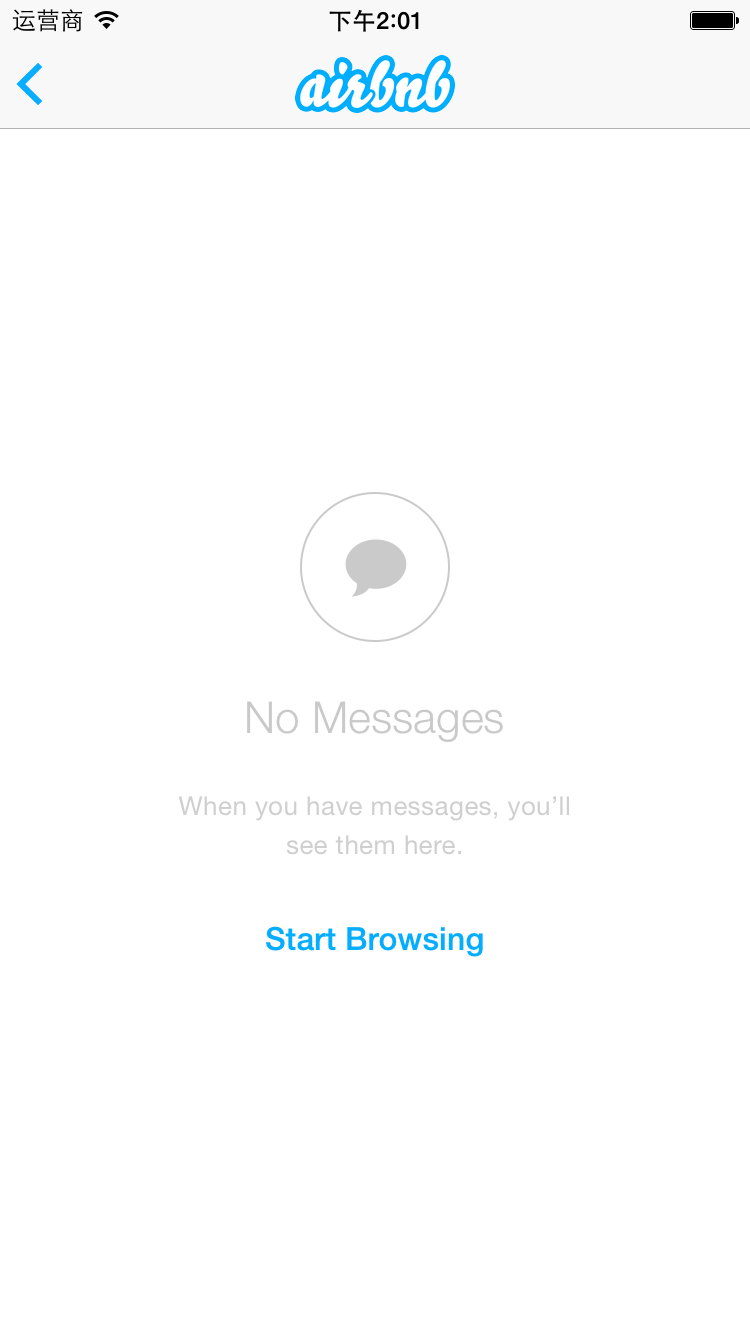 运营商 下午2:01
airbnb
No Messages
When you have messages, you’ll
see them here.
Start Browsing